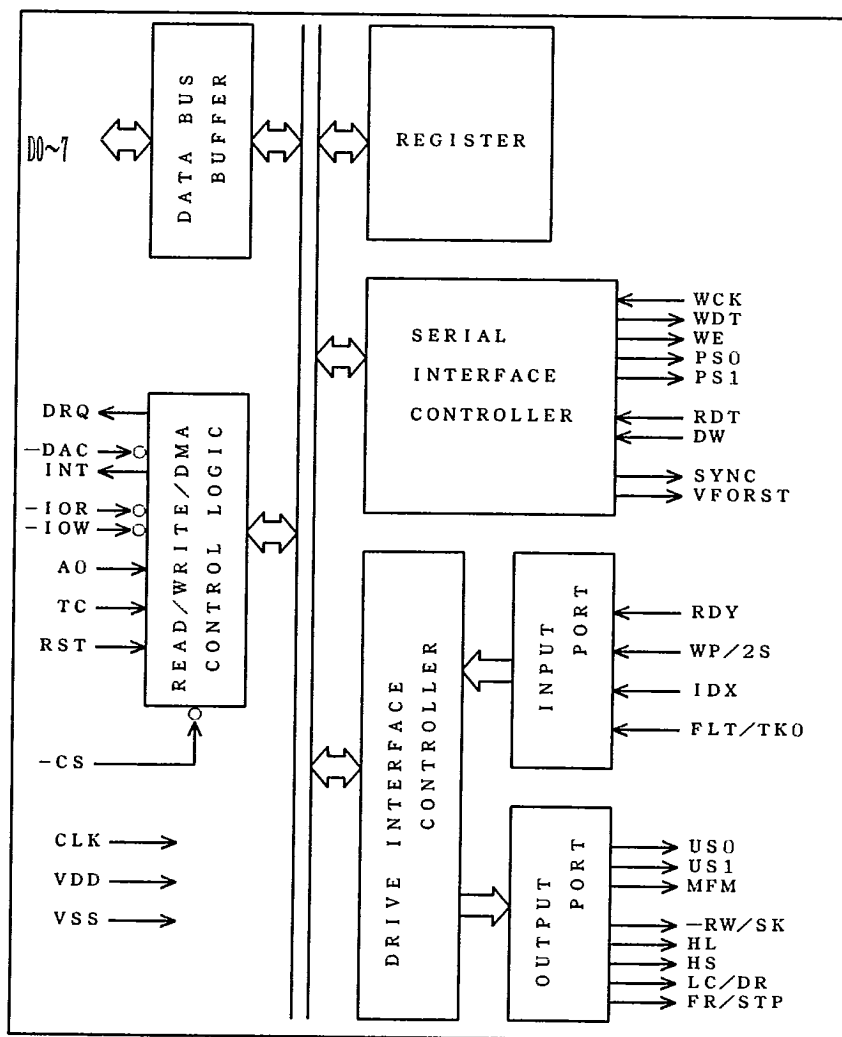 D0~7
DATA BUS
BUFFER
REGISTER
SERIAL
INTERFACE
CONTROLLER
WCK
WDT
WE
PS0
PS1
RDT
DW
SYNC
VFORST
DRQ
-DAC
INT
-IOR
-IOW
A0
TC
RST
-CS
READ/WRITE/DMA
CONTROL LOGIC
CLK
VDD
VSS
DRIVE INTERFACE
CONTROLLER
INPUT
PORT
RDY
WP/2S
IDX
FLT/TK0
OUTPUT
PORT
US0
US1
MFM
-RW/SK
HL
HS
LC/DR
FR/STP